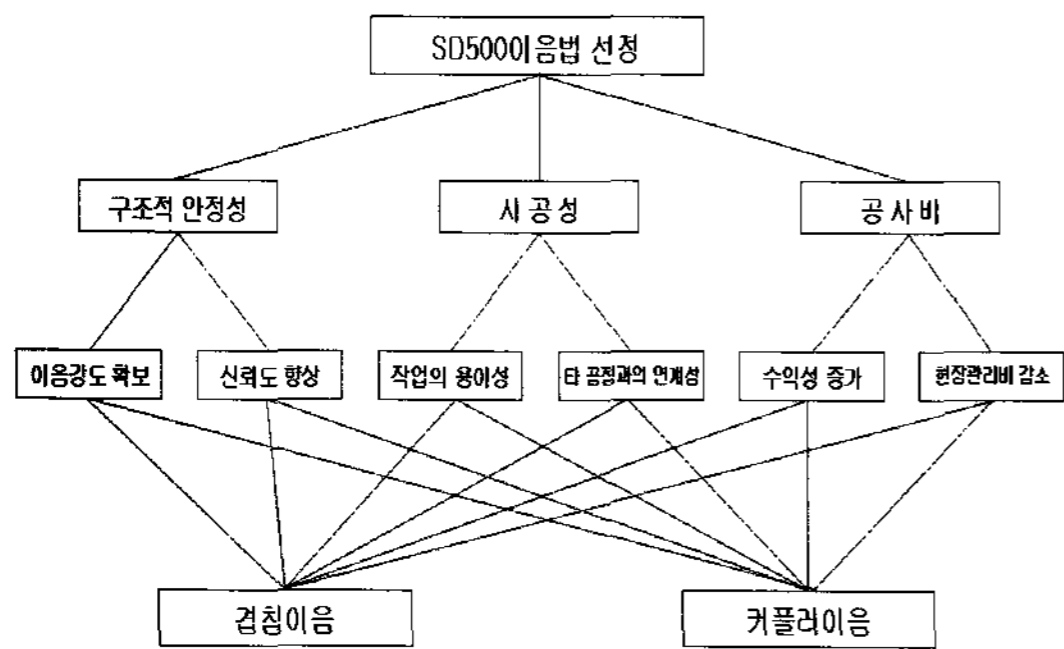 SD500이음법 선정
구조적 안정성
시 공 성
공 사 비
이음강도 확보
신뢰도 향상
작업의 용이성
타 공정과의 연계성
수익성 증가
현장관리비 감소
겹침이음
커플러이음